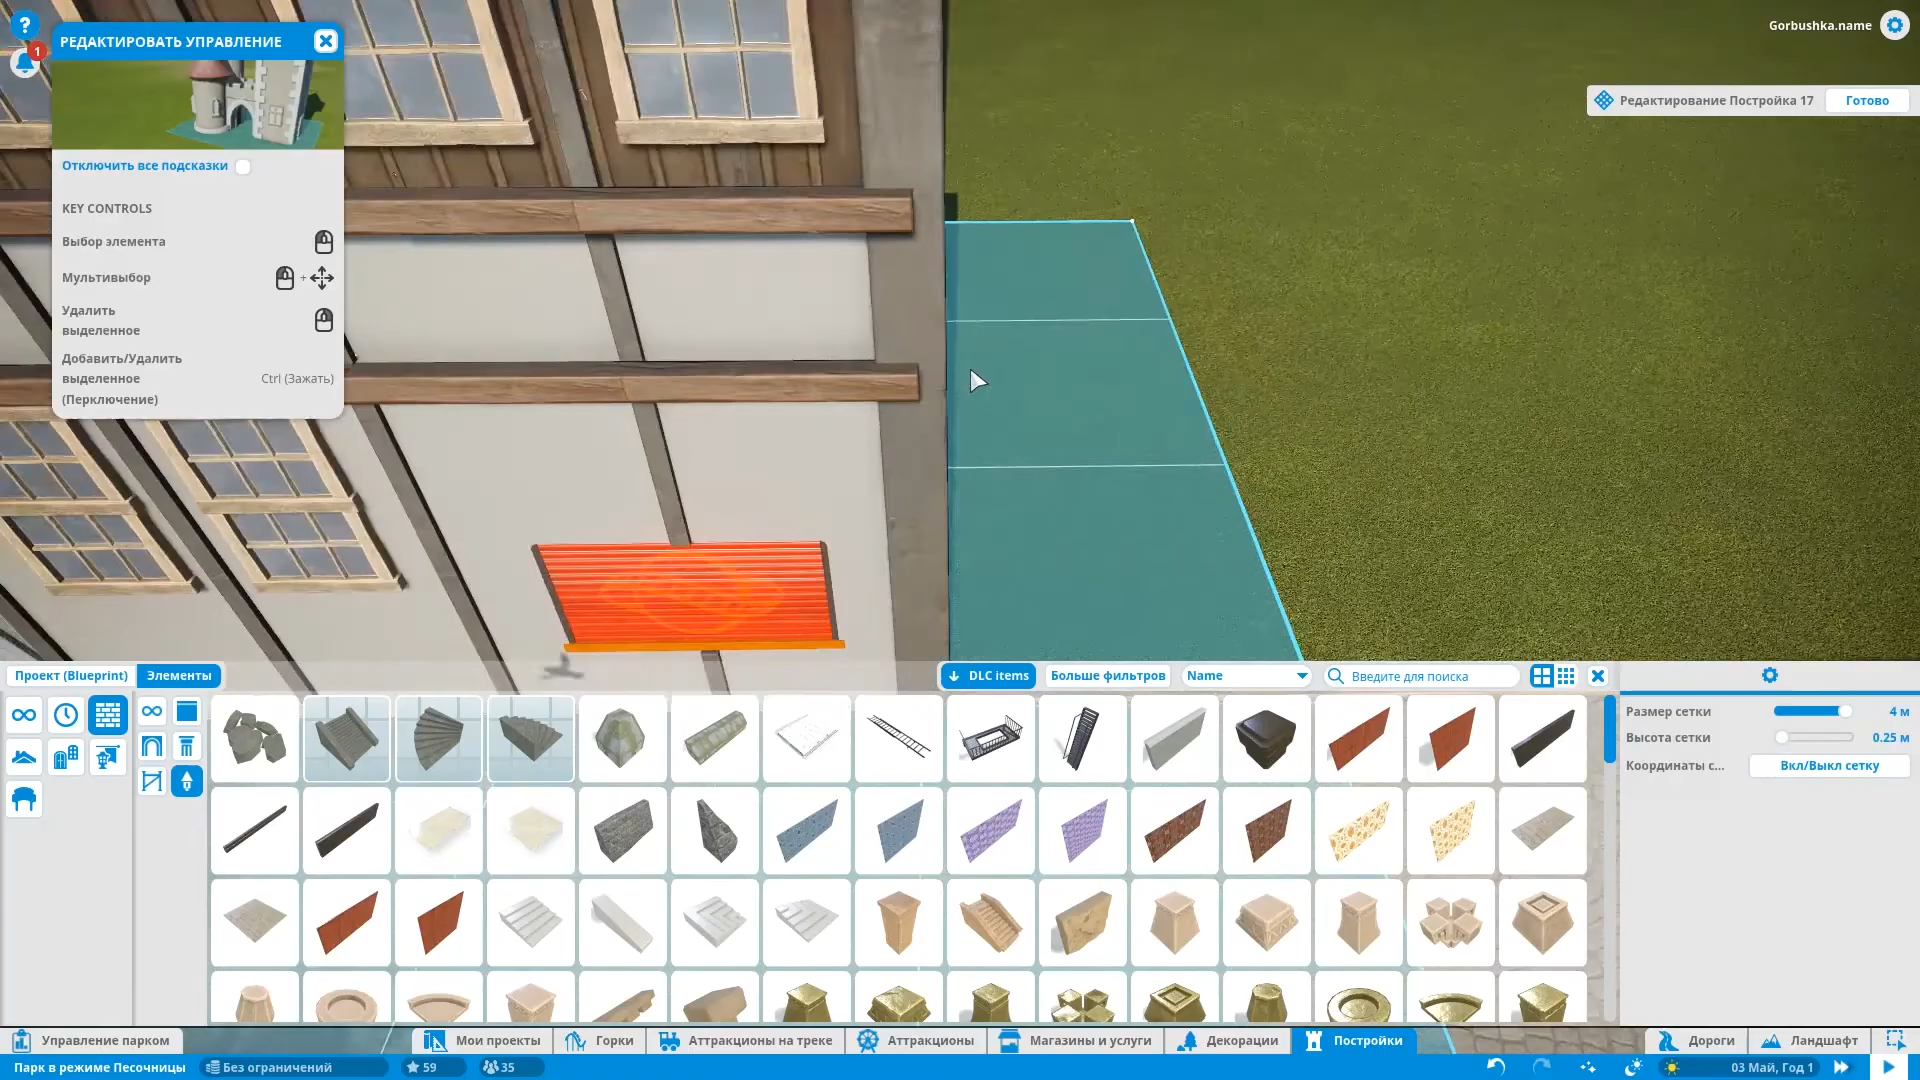 ?
1
РЕДАКТИРОВАТЬ УПРАВЛЕНИЕ
Отключить все подсказки
KEY CONTROLS
Выбор элемента
Мультивыбор
+
Удалить
выделенное
Добавить/Удалить
выделенное
(Перключение)
Ctrl (Зажать)
Gorbushka.name
Редактирование Постройка 17
Готово
Проект (Blueprint)
Элементы
DLC items
Больше фильтров
Name
Введите для поиска
Размер сетки
4 м
Высота сетки
0.25 м
Координаты с...
Вкл/Выкл сетку
Управление парком
Мои проекты
Горки
Аттракционы на треке
Аттракционы
Магазины и услуги
Декорации
Постройки
Дороги
Ландшафт
Парк в режиме Песочницы
Без ограничений
59
35
03 Май, Год 1